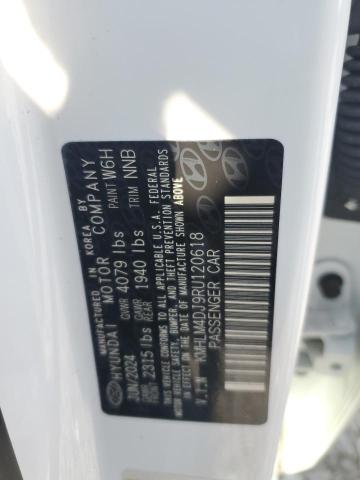 MANUFACTURED IN KOREA BY
HYUNDAI MOTOR COMPANY
JUN/2024 GVWR 4079 lbs PAINT W6H
2315 lbs GAWR REAR 1940 lbs TRIM NNB
THIS VEHICLE CONFORMS TO ALL APPLICABLE U.S.A. FEDERAL
MOTOR VEHICLE SAFETY, BUMPER, AND THEFT PREVENTION STANDARDS
IN EFFECT ON THE DATE OF MANUFACTURE SHOWN ABOVE
V.I.N KMHLM4DJ9RU120618
PASSENGER CAR